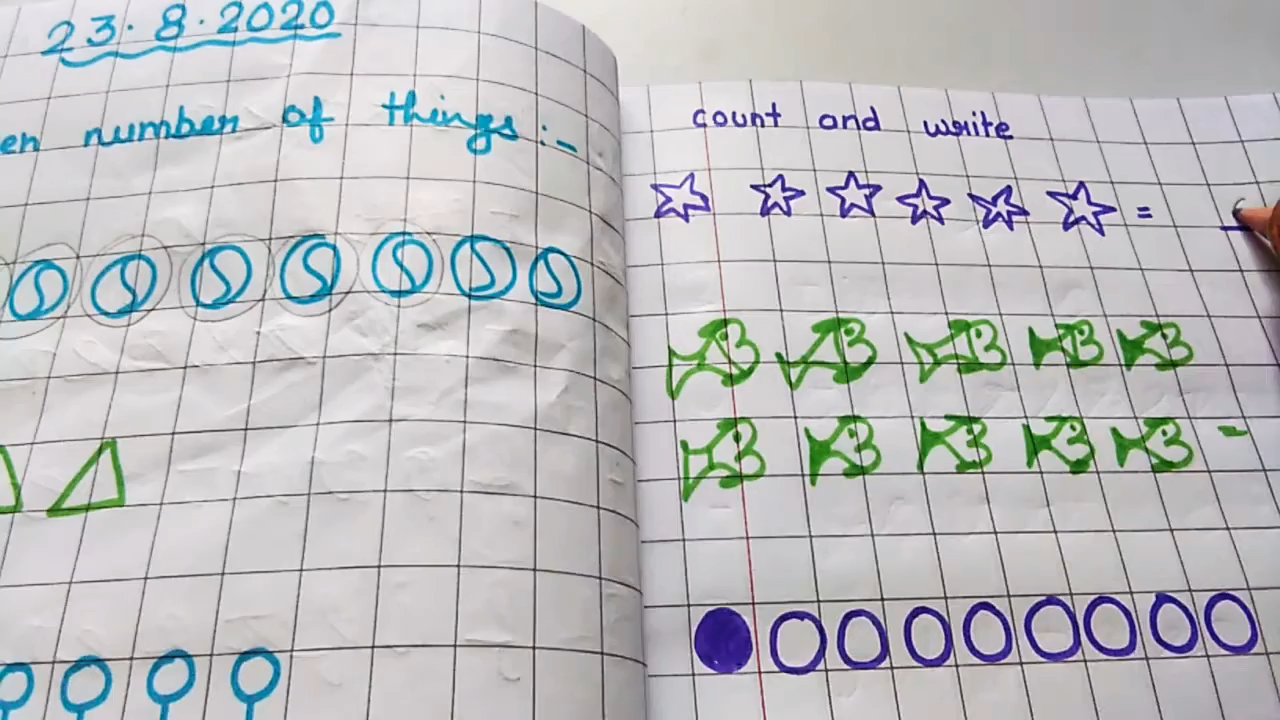 23.8.2020
en number of things:-
count and write
=
-